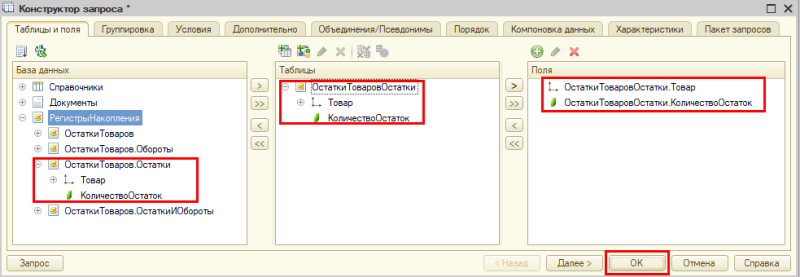 Конструктор запроса *
Таблицы и поля
Группировка
Условия
Дополнительно
Объединения/Псевдонимы
Порядок
Компоновка данных
Характеристики
Пакет запросов
База данных
Справочники
Документы
РегистрыНакопления
ОстаткиТоваров
ОстаткиТоваров.Обороты
ОстаткиТоваров.Остатки
Товар
КоличествоОстаток
ОстаткиТоваров.ОстаткиИОбороты
>
>>
<
<<
Таблицы
ОстаткиТоваровОстатки
Товар
КоличествоОстаток
>
>>
<
<<
Поля
ОстаткиТоваровОстатки.Товар
ОстаткиТоваровОстатки.КоличествоОстаток
Запрос
< Назад
Далее >
OK
Отмена
Справка